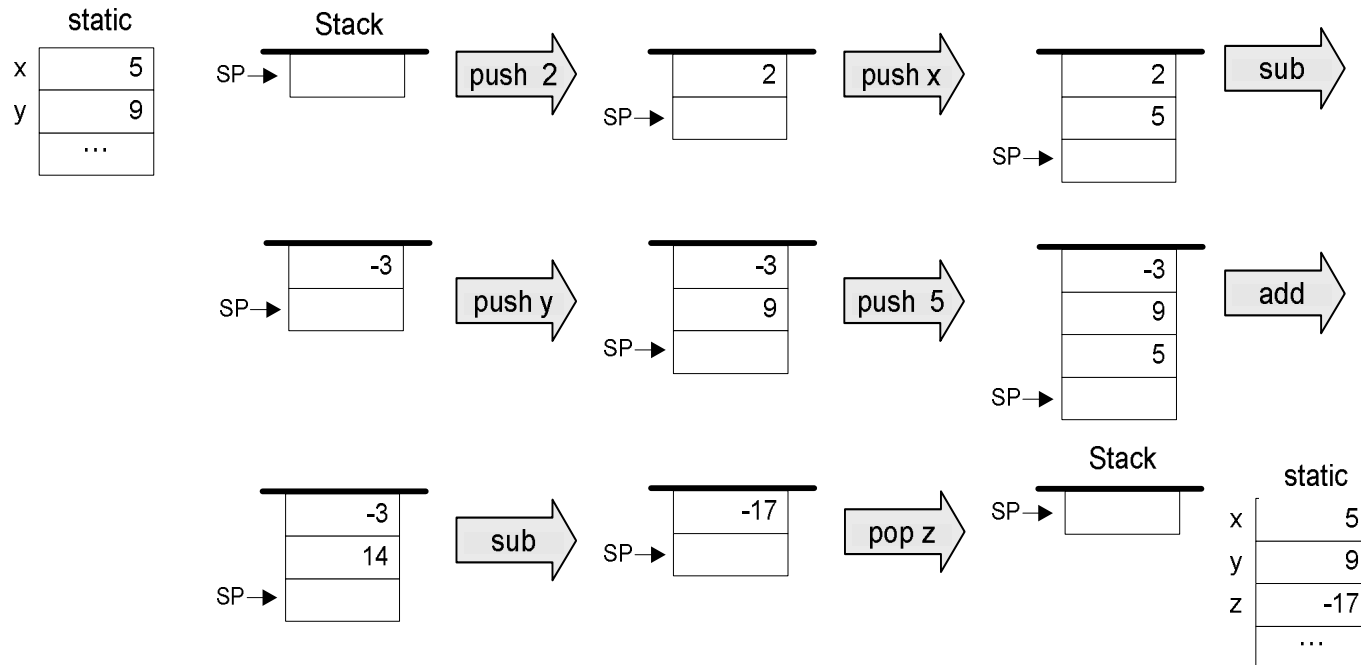 static
Stack
x 5
y 9
...
SP
push 2
2
SP
push x
2
5
SP
sub
-3
SP
push y
-3
9
SP
push 5
-3
9
5
SP
add
-3
14
SP
sub
-17
SP
pop z
Stack
SP
static
x 5
y 9
z -17
...